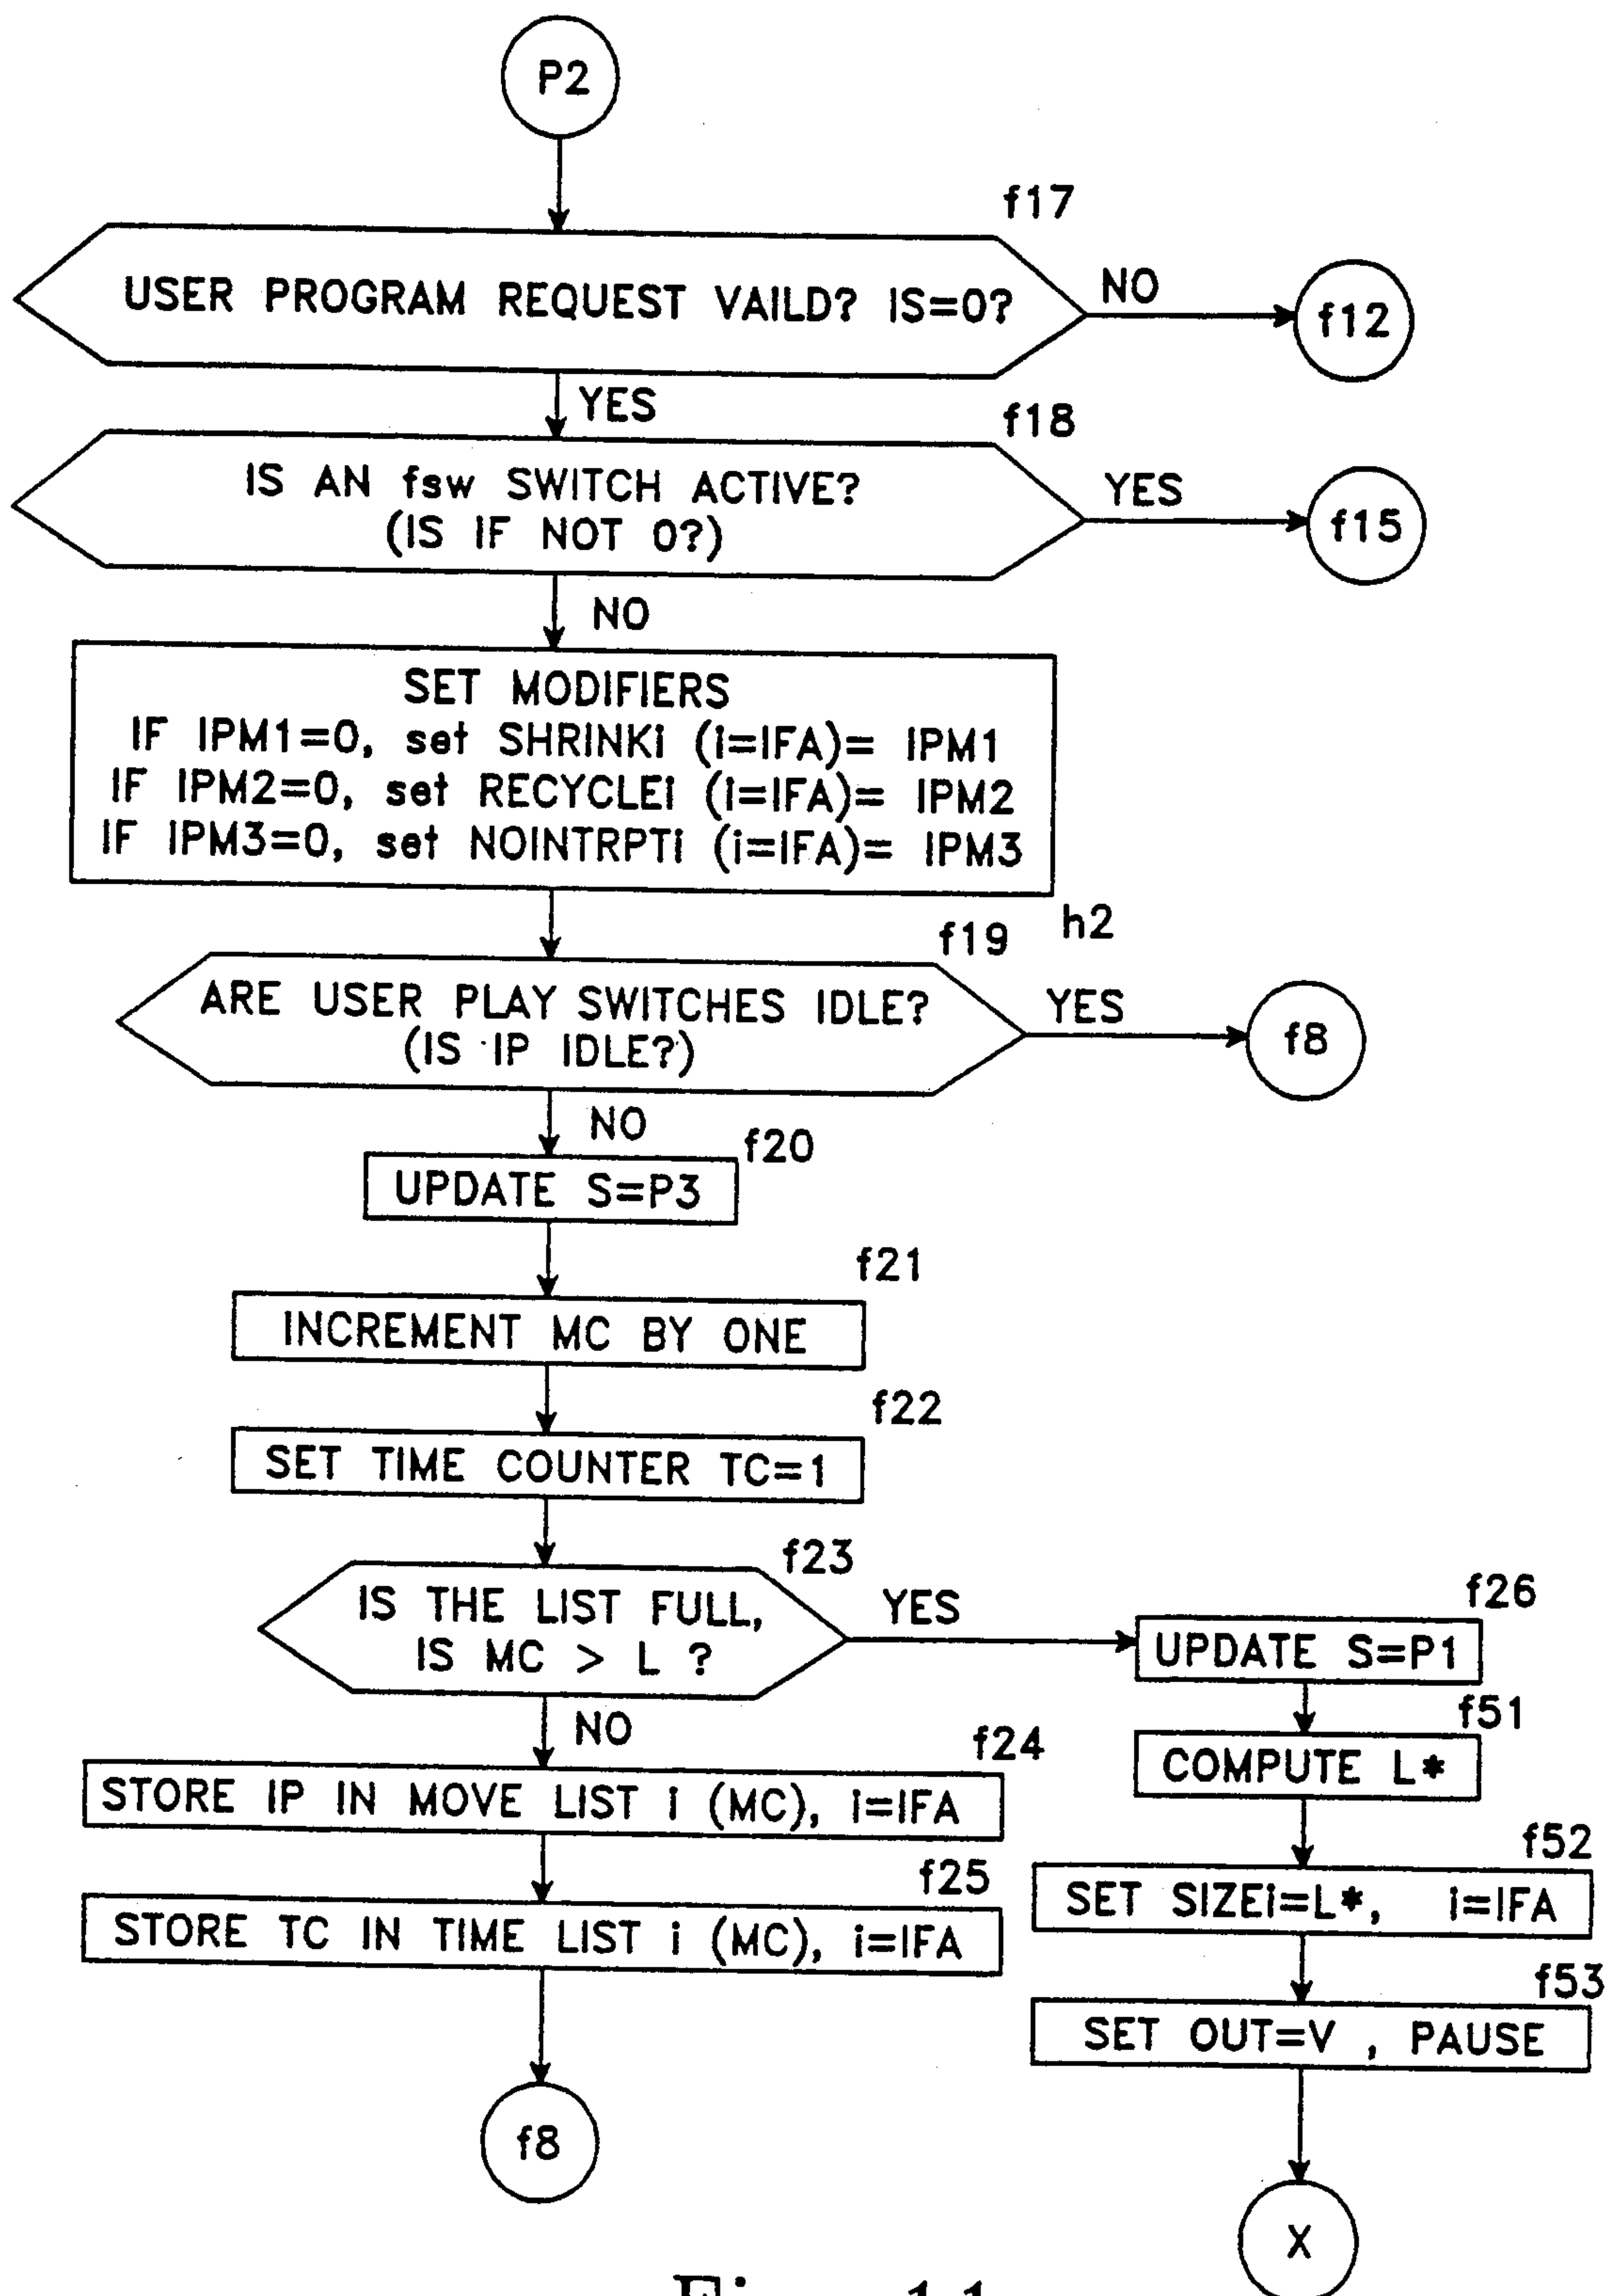 P2
f17
USER PROGRAM REQUEST VAILD? IS=0?
NO
f12
YES
f18
IS AN fsw SWITCH ACTIVE?
(IS IF NOT 0?)
YES
f15
NO
SET MODIFIERS
IF IPM1=0, set SHRINKi (i=IFA)= IPM1
IF IPM2=0, set RECYCLEi (i=IFA)= IPM2
IF IPM3=0, set NOINTRPTi (i=IFA)= IPM3
h2
f19
ARE USER PLAY SWITCHES IDLE?
(IS IP IDLE?)
YES
f8
NO
f20
UPDATE S=P3
f21
INCREMENT MC BY ONE
f22
SET TIME COUNTER TC=1
f23
IS THE LIST FULL,
IS MC > L ?
YES
f26
UPDATE S=P1
f51
COMPUTE L*
NO
f24
STORE IP IN MOVE LIST i (MC), i=IFA
f52
SET SIZEi=L*, i=IFA
f25
STORE TC IN TIME LIST i (MC), i=IFA
f53
SET OUT=V , PAUSE
f8
X